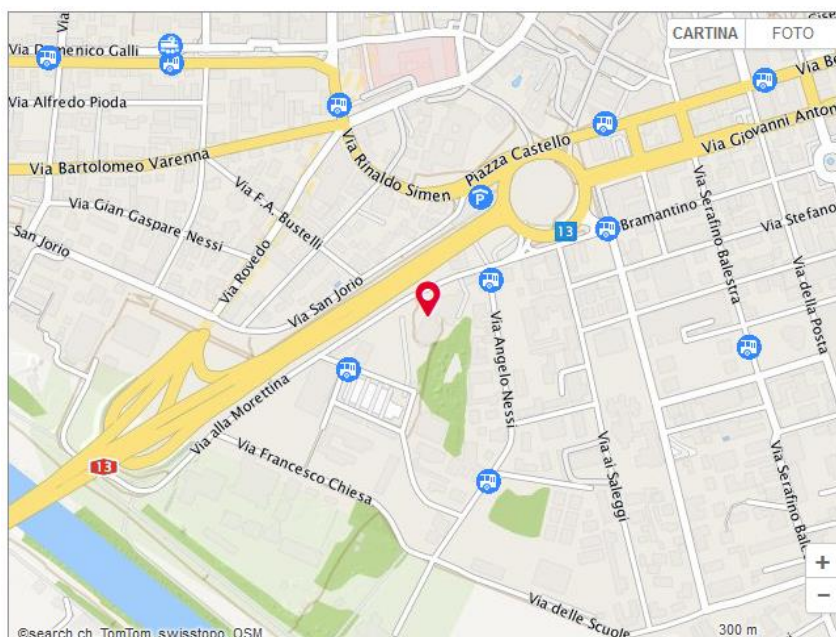 Via Domenico Galli
CARTINA
FOTO
Via Alfredo Pioda
Via Bartolomeo Varenna
Via Rinaldo Simen
Piazza Castello
Via Giovanni Anton
Via Gian Gaspare Nessi
Via F.A. Bustelli
P
13
Bramantino
Via Stefano
San Jorio
Via Rovedo
Via San Jorio
Via Serafino Balestra
Via della Posta
Via Angelo Nessi
Via alla Morettina
13
Via Francesco Chiesa
Via ai Saleggi
Via Serafino Bale
Via delle Scuole
+
−
©search.ch, TomTom, swisstopo, OSM
300 m